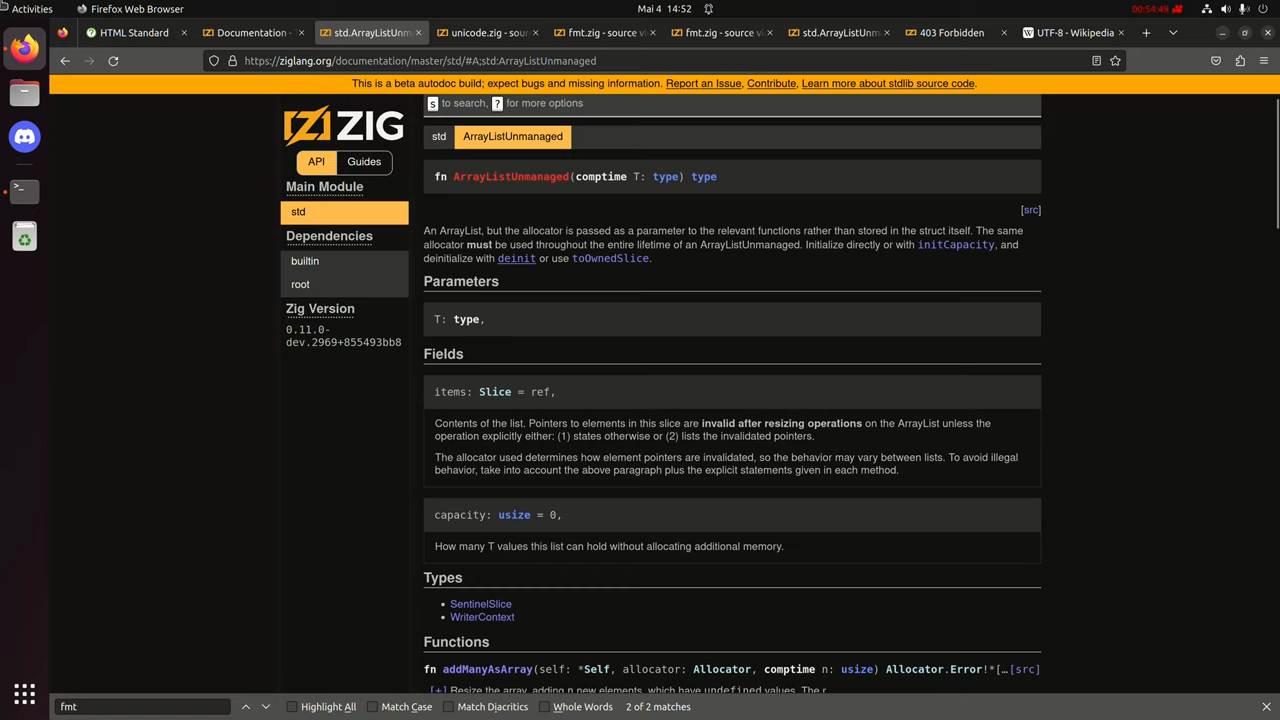 Activities
Firefox Web Browser
Mai 4 14:52
00:54:49
HTML Standard
Documentation -
std.ArrayListUnm
unicode.zig - sour
fmt.zig - source vi
fmt.zig - source v
std.ArrayListUnm
403 Forbidden
UTF-8 - Wikipedia
https://ziglang.org/documentation/master/std/#A;std:ArrayListUnmanaged
This is a beta autodoc build; expect bugs and missing information. Report an Issue, Contribute, Learn more about stdlib source code.
ZIG
API Guides
Main Module
std
Dependencies
builtin
root
Zig Version
0.11.0-
dev.2969+855493bb8
s to search, ? for more options
std ArrayListUnmanaged
fn ArrayListUnmanaged(comptime T: type) type
[src]
An ArrayList, but the allocator is passed as a parameter to the relevant functions rather than stored in the struct itself. The same
allocator must be used throughout the entire lifetime of an ArrayListUnmanaged. Initialize directly or with initCapacity, and
deinitialize with deinit or use toOwnedSlice.
Parameters
T: type,
Fields
items: Slice = ref,
Contents of the list. Pointers to elements in this slice are invalid after resizing operations on the ArrayList unless the
operation explicitly either: (1) states otherwise or (2) lists the invalidated pointers.
The allocator used determines how element pointers are invalidated, so the behavior may vary between lists. To avoid illegal
behavior, take into account the above paragraph plus the explicit statements given in each method.
capacity: usize = 0,
How many T values this list can hold without allocating additional memory.
Types
• SentinelSlice
• WriterContext
Functions
fn addManyAsArray(self: *Self, allocator: Allocator, comptime n: usize) Allocator.Error!*[…[src]
[+] Resize the array, adding n new elements, which have undefined values. The r
fmt
Highlight All
Match Case
Match Diacritics
Whole Words
2 of 2 matches